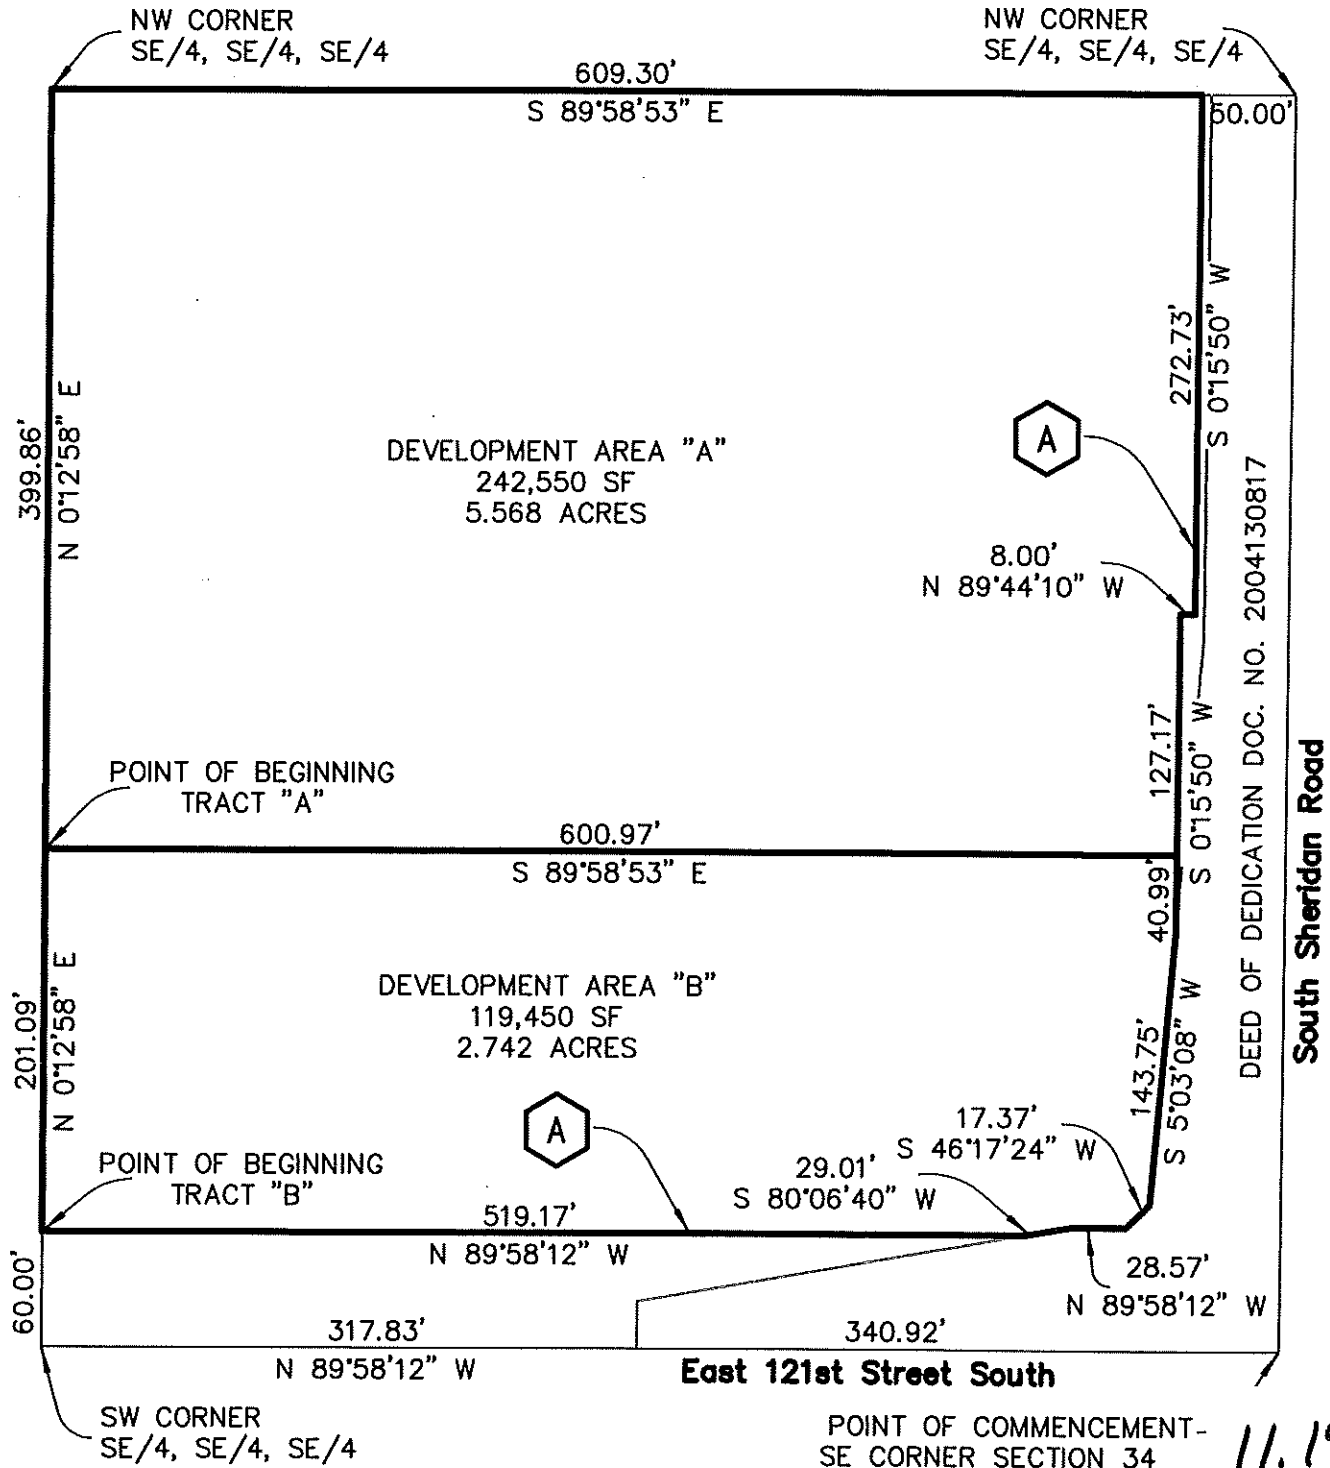 NW CORNER
SE/4, SE/4, SE/4
NW CORNER
SE/4, SE/4, SE/4
609.30'
S 89°58'53" E
50.00'
272.73'
S 0°15'50" W
399.86'
N 0°12'58" E
DEVELOPMENT AREA "A"
242,550 SF
5.568 ACRES
A
8.00'
N 89°44'10" W
DEED OF DEDICATION DOC. NO. 2004130817
South Sheridan Road
127.17'
S 0°15'50" W
POINT OF BEGINNING
TRACT "A"
600.97'
S 89°58'53" E
40.99'
201.09'
N 0°12'58" E
DEVELOPMENT AREA "B"
119,450 SF
2.742 ACRES
143.75'
S 5°03'08" W
A
17.37'
S 46°17'24" W
29.01'
S 80°06'40" W
POINT OF BEGINNING
TRACT "B"
519.17'
N 89°58'12" W
28.57'
N 89°58'12" W
60.00'
317.83'
N 89°58'12" W
340.92'
East 121st Street South
SW CORNER
SE/4, SE/4, SE/4
POINT OF COMMENCEMENT-
SE CORNER SECTION 34